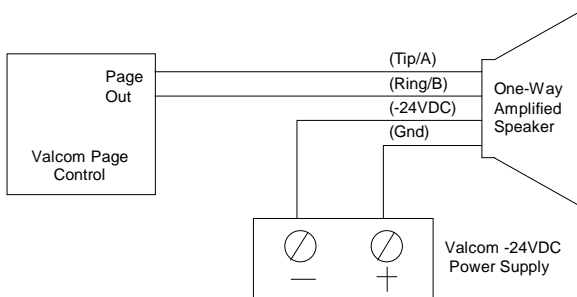 (Tip/A)
Page
Out
(Ring/B)
One-Way
Amplified
Speaker
(-24VDC)
(Gnd)
Valcom Page
Control
Valcom -24VDC
Power Supply